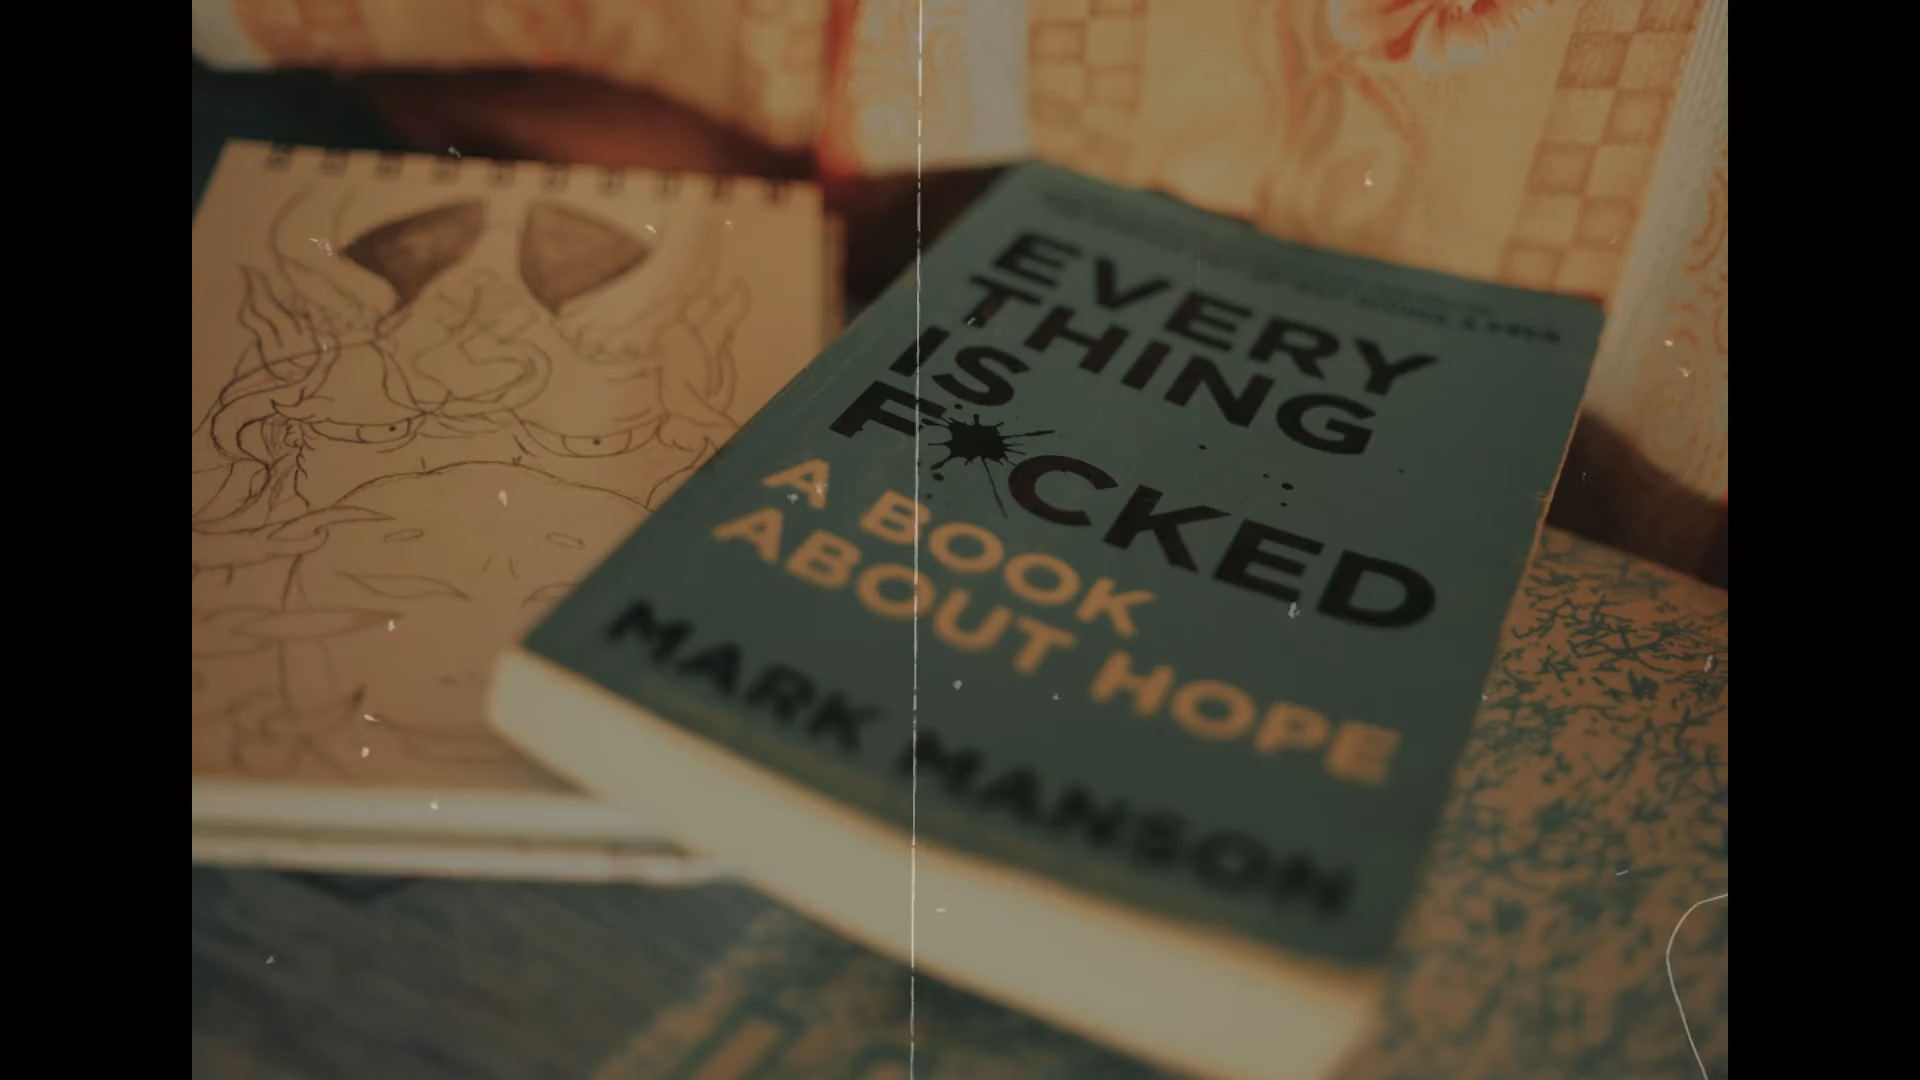 EVERY
THING
IS
F*CKED
A BOOK
ABOUT HOPE
MARK MANSON